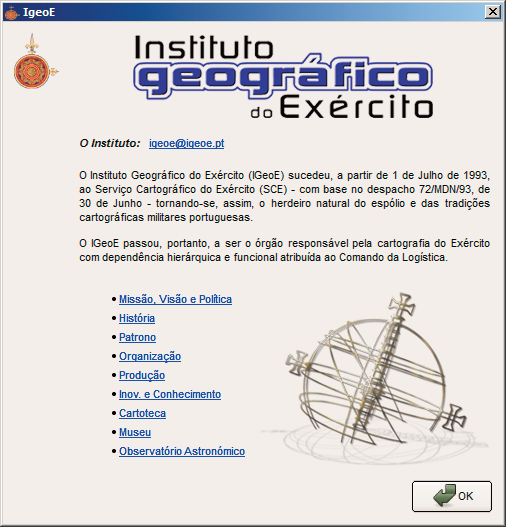 IgeoE
Instituto
geográfico
do Exército
O Instituto: igeoe@igeoe.pt
O Instituto Geográfico do Exército (IGeoE) sucedeu, a partir de 1 de Julho de 1993,
ao Serviço Cartográfico do Exército (SCE) - com base no despacho 72/MDN/93, de
30 de Junho - tornando-se, assim, o herdeiro natural do espólio e das tradições
cartográficas militares portuguesas.
O IGeoE passou, portanto, a ser o órgão responsável pela cartografia do Exército
com dependência hierárquica e funcional atribuída ao Comando da Logística.
• Missão, Visão e Política
• História
• Patrono
• Organização
• Produção
• Inov. e Conhecimento
• Cartoteca
• Museu
• Observatório Astronómico
OK